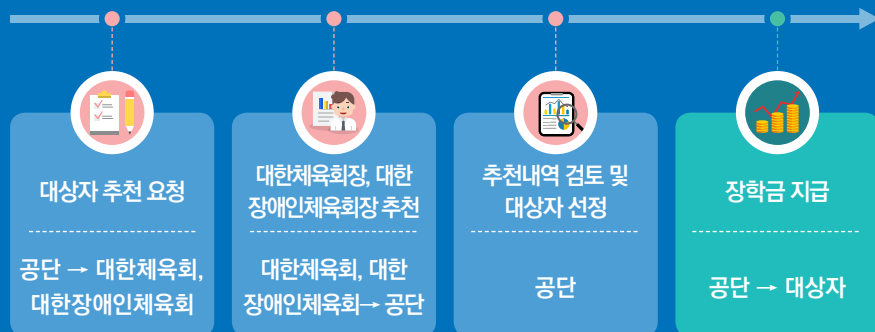 대상자 추천 요청
공단 → 대한체육회,
대한장애인체육회
대한체육회장, 대한
장애인체육회장 추천
대한체육회, 대한
장애인체육회→ 공단
추천내역 검토 및
대상자 선정
공단
장학금 지급
공단 → 대상자